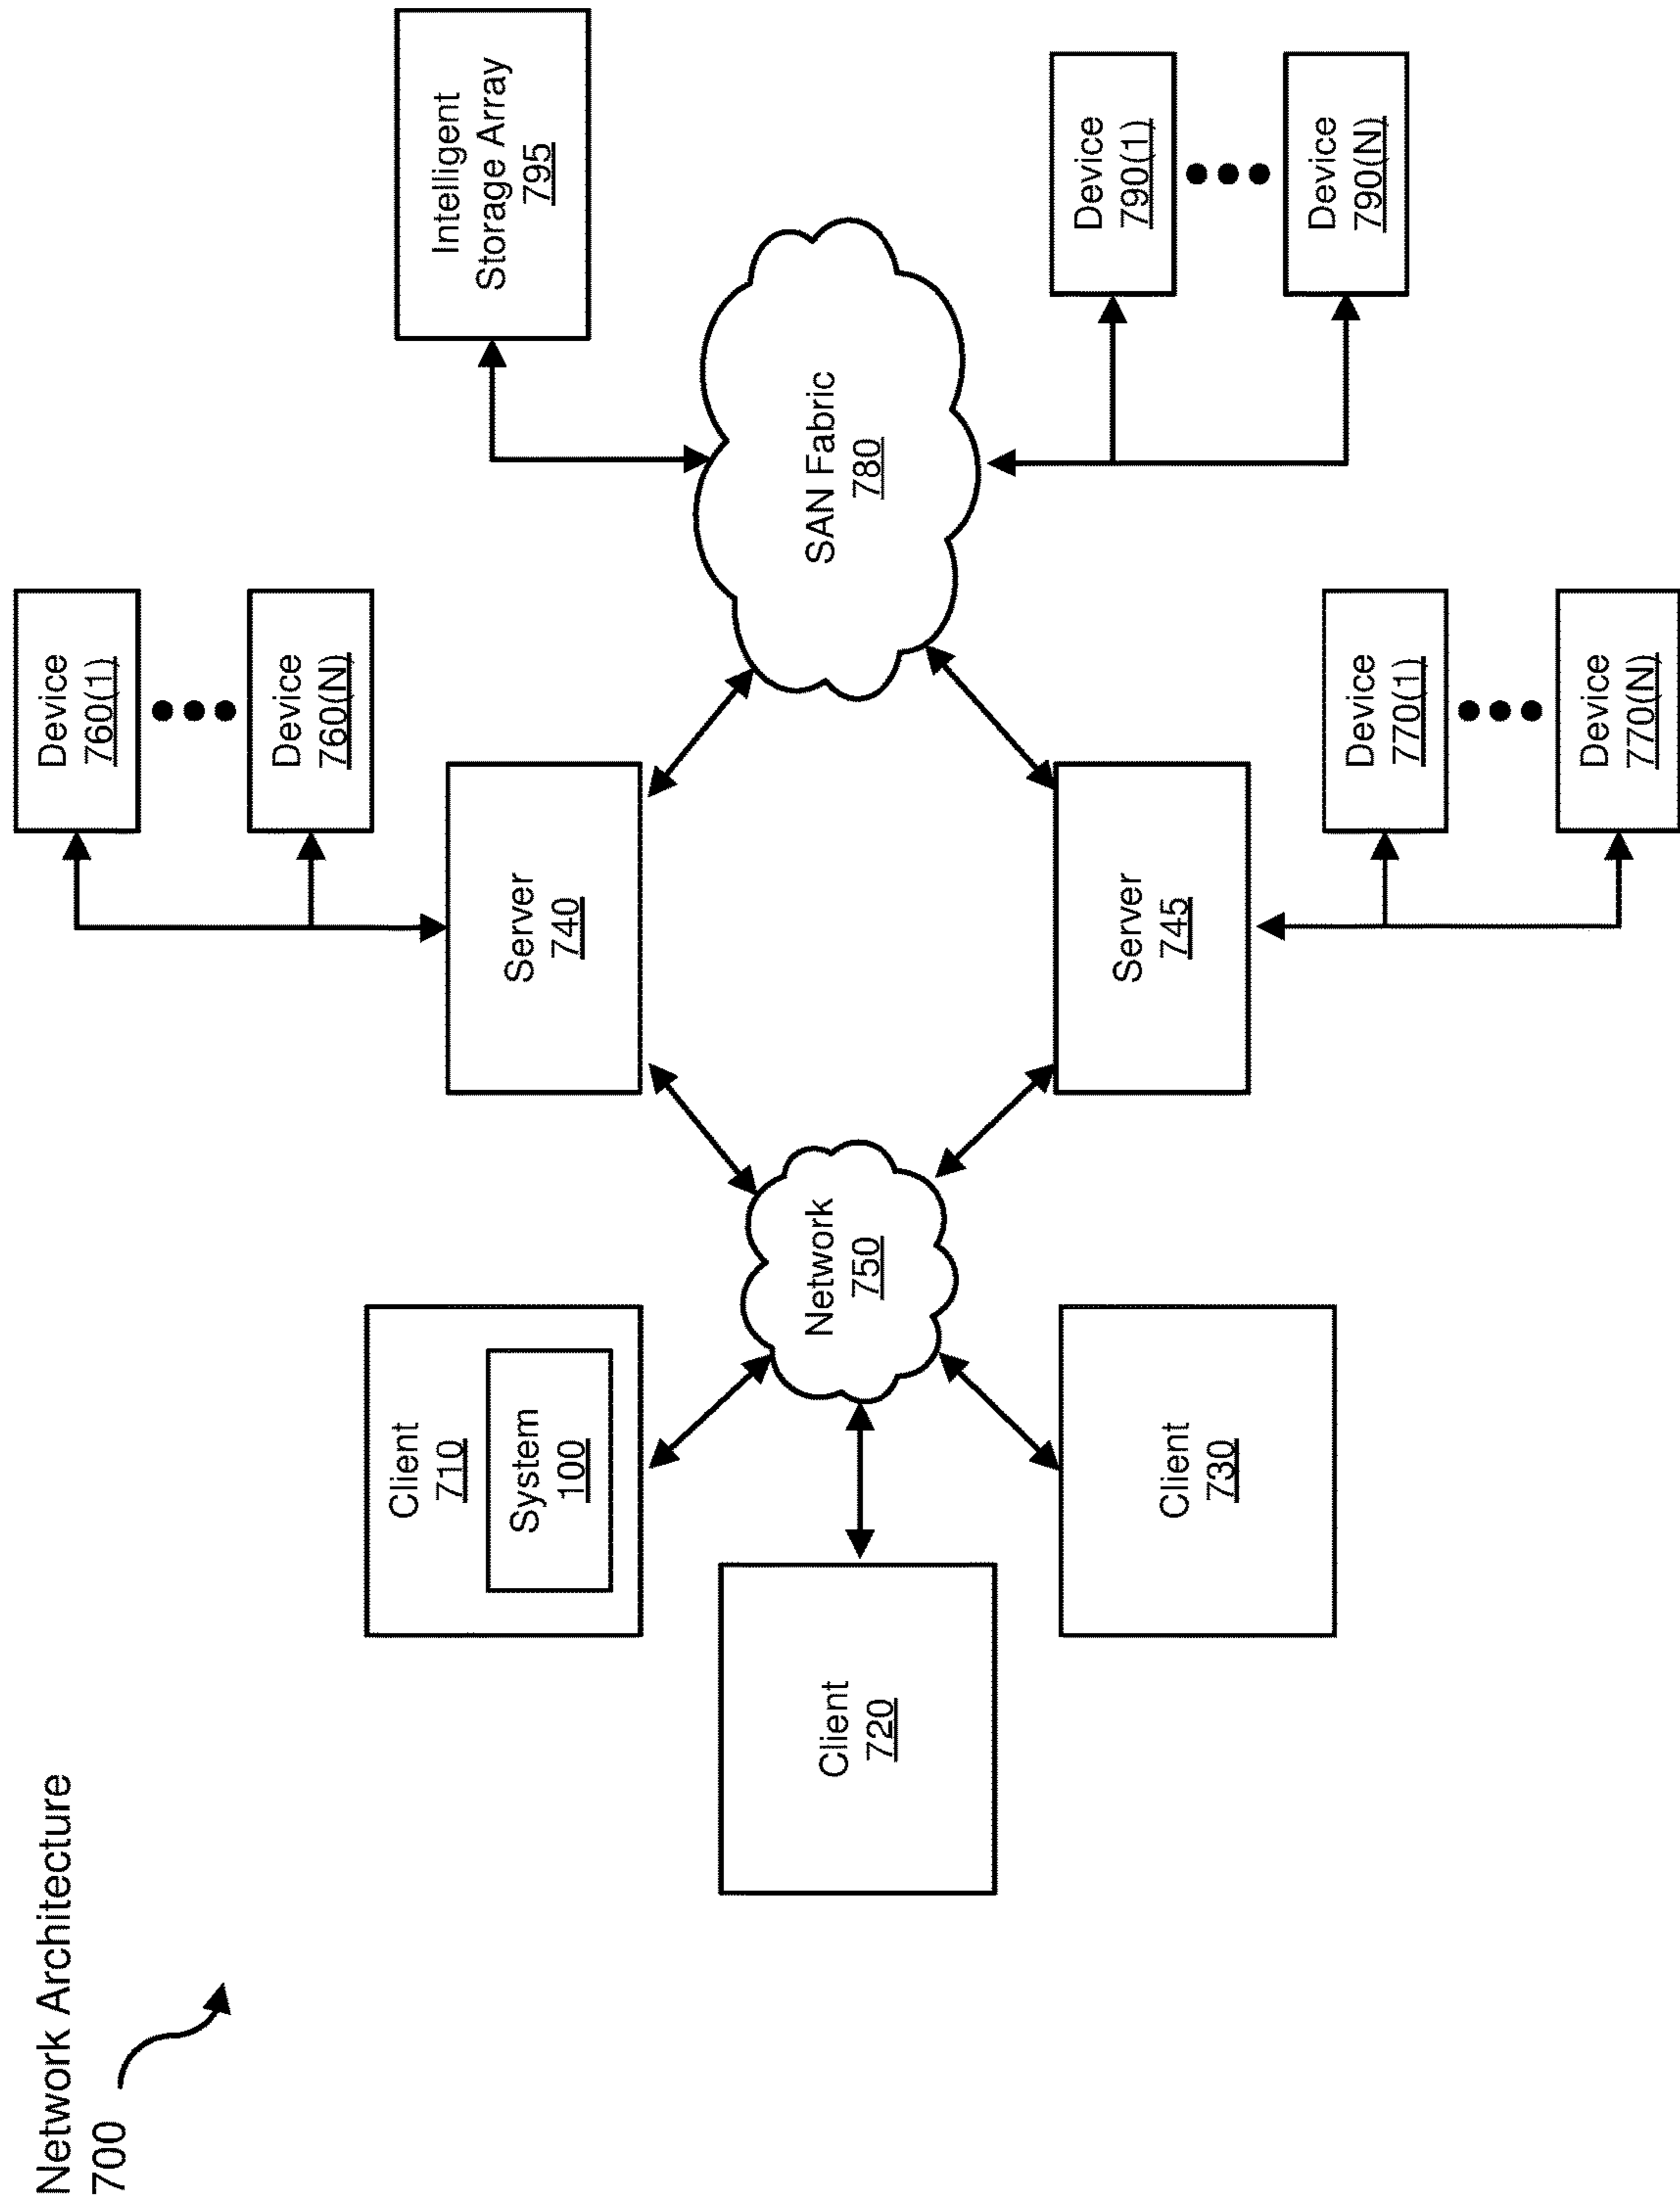 Network Architecture
700
Client
710
System
100
Client
720
Client
730
Network
750
Server
740
Server
745
Device
760(1)
Device
760(N)
Device
770(1)
Device
770(N)
SAN Fabric
780
Intelligent
Storage Array
795
Device
790(1)
Device
790(N)